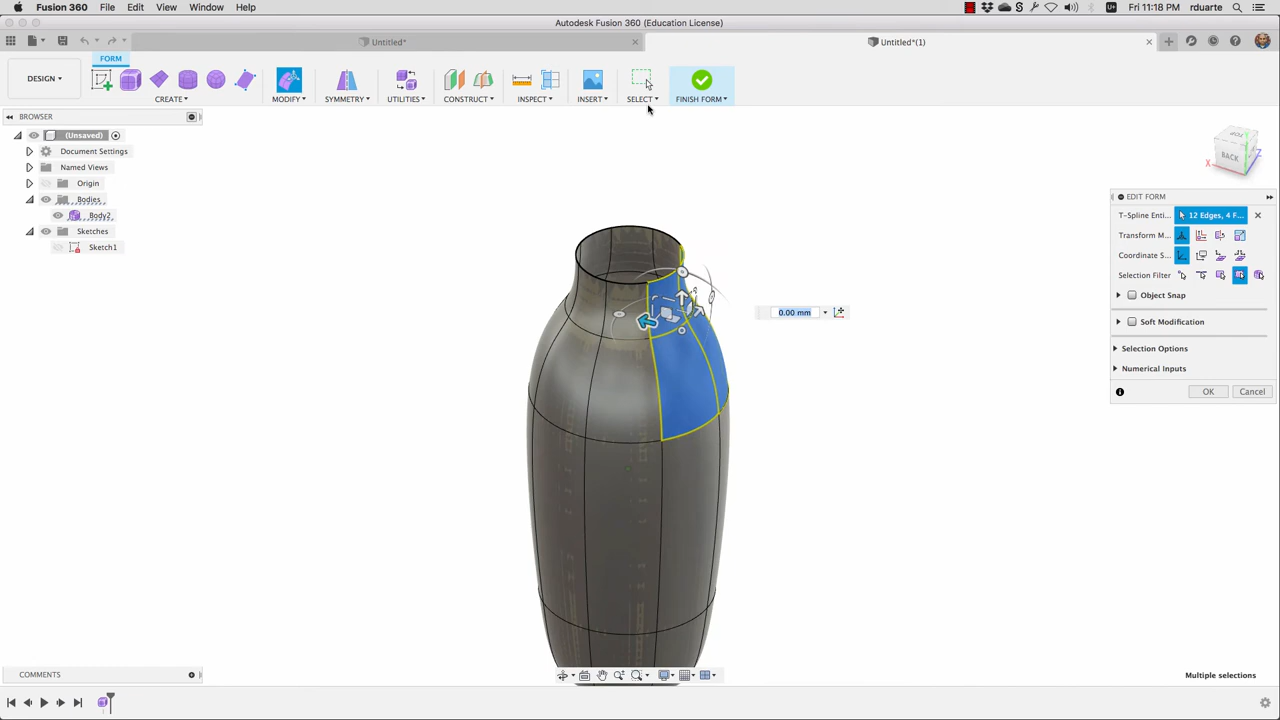 Fusion 360 File Edit View Window Help Fri 11:18 PM rduarte
Autodesk Fusion 360 (Education License)
Untitled* Untitled*(1)
FORM
DESIGN
CREATE MODIFY SYMMETRY UTILITIES CONSTRUCT INSPECT INSERT SELECT FINISH FORM
BROWSER
(Unsaved)
Document Settings
Named Views
Origin
Bodies
Body2
Sketches
Sketch1
BACK
TOP
X
Z
0.00 mm
EDIT FORM
T-Spline Enti... 12 Edges, 4 F...
Transform M...
Coordinate S...
Selection Filter
Object Snap
Soft Modification
Selection Options
Numerical Inputs
OK Cancel
COMMENTS
Multiple selections